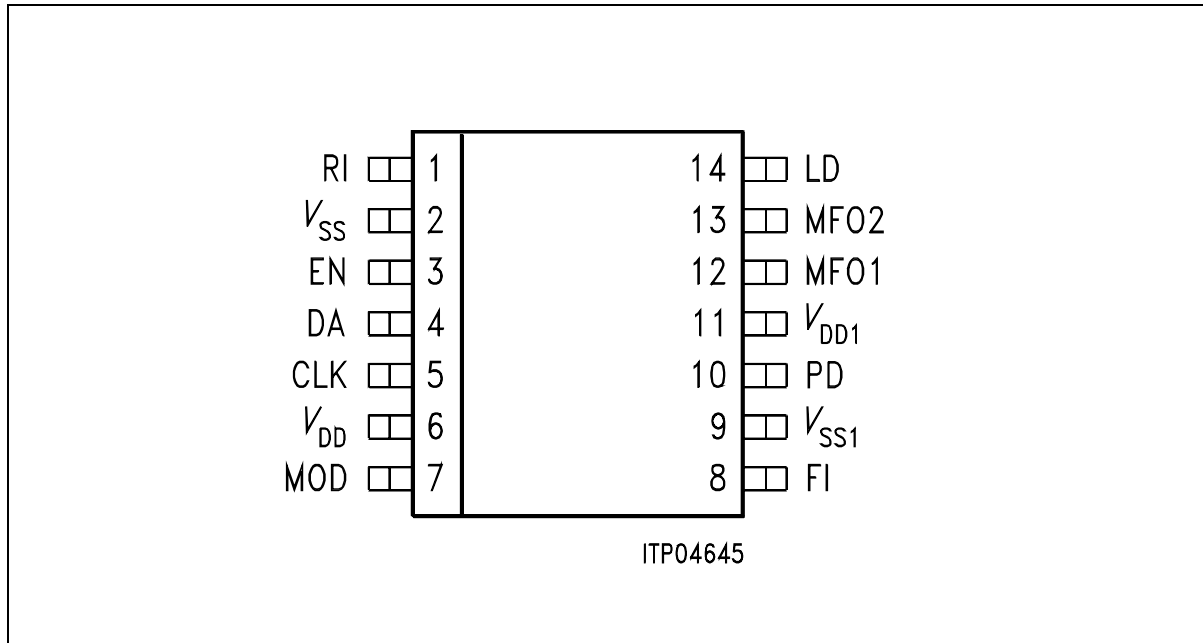 RI 1 14 LD
VSS 2 13 MFO2
EN 3 12 MFO1
DA 4 11 VDD1
CLK 5 10 PD
VDD 6 9 VSS1
MOD 7 8 FI
ITP04645